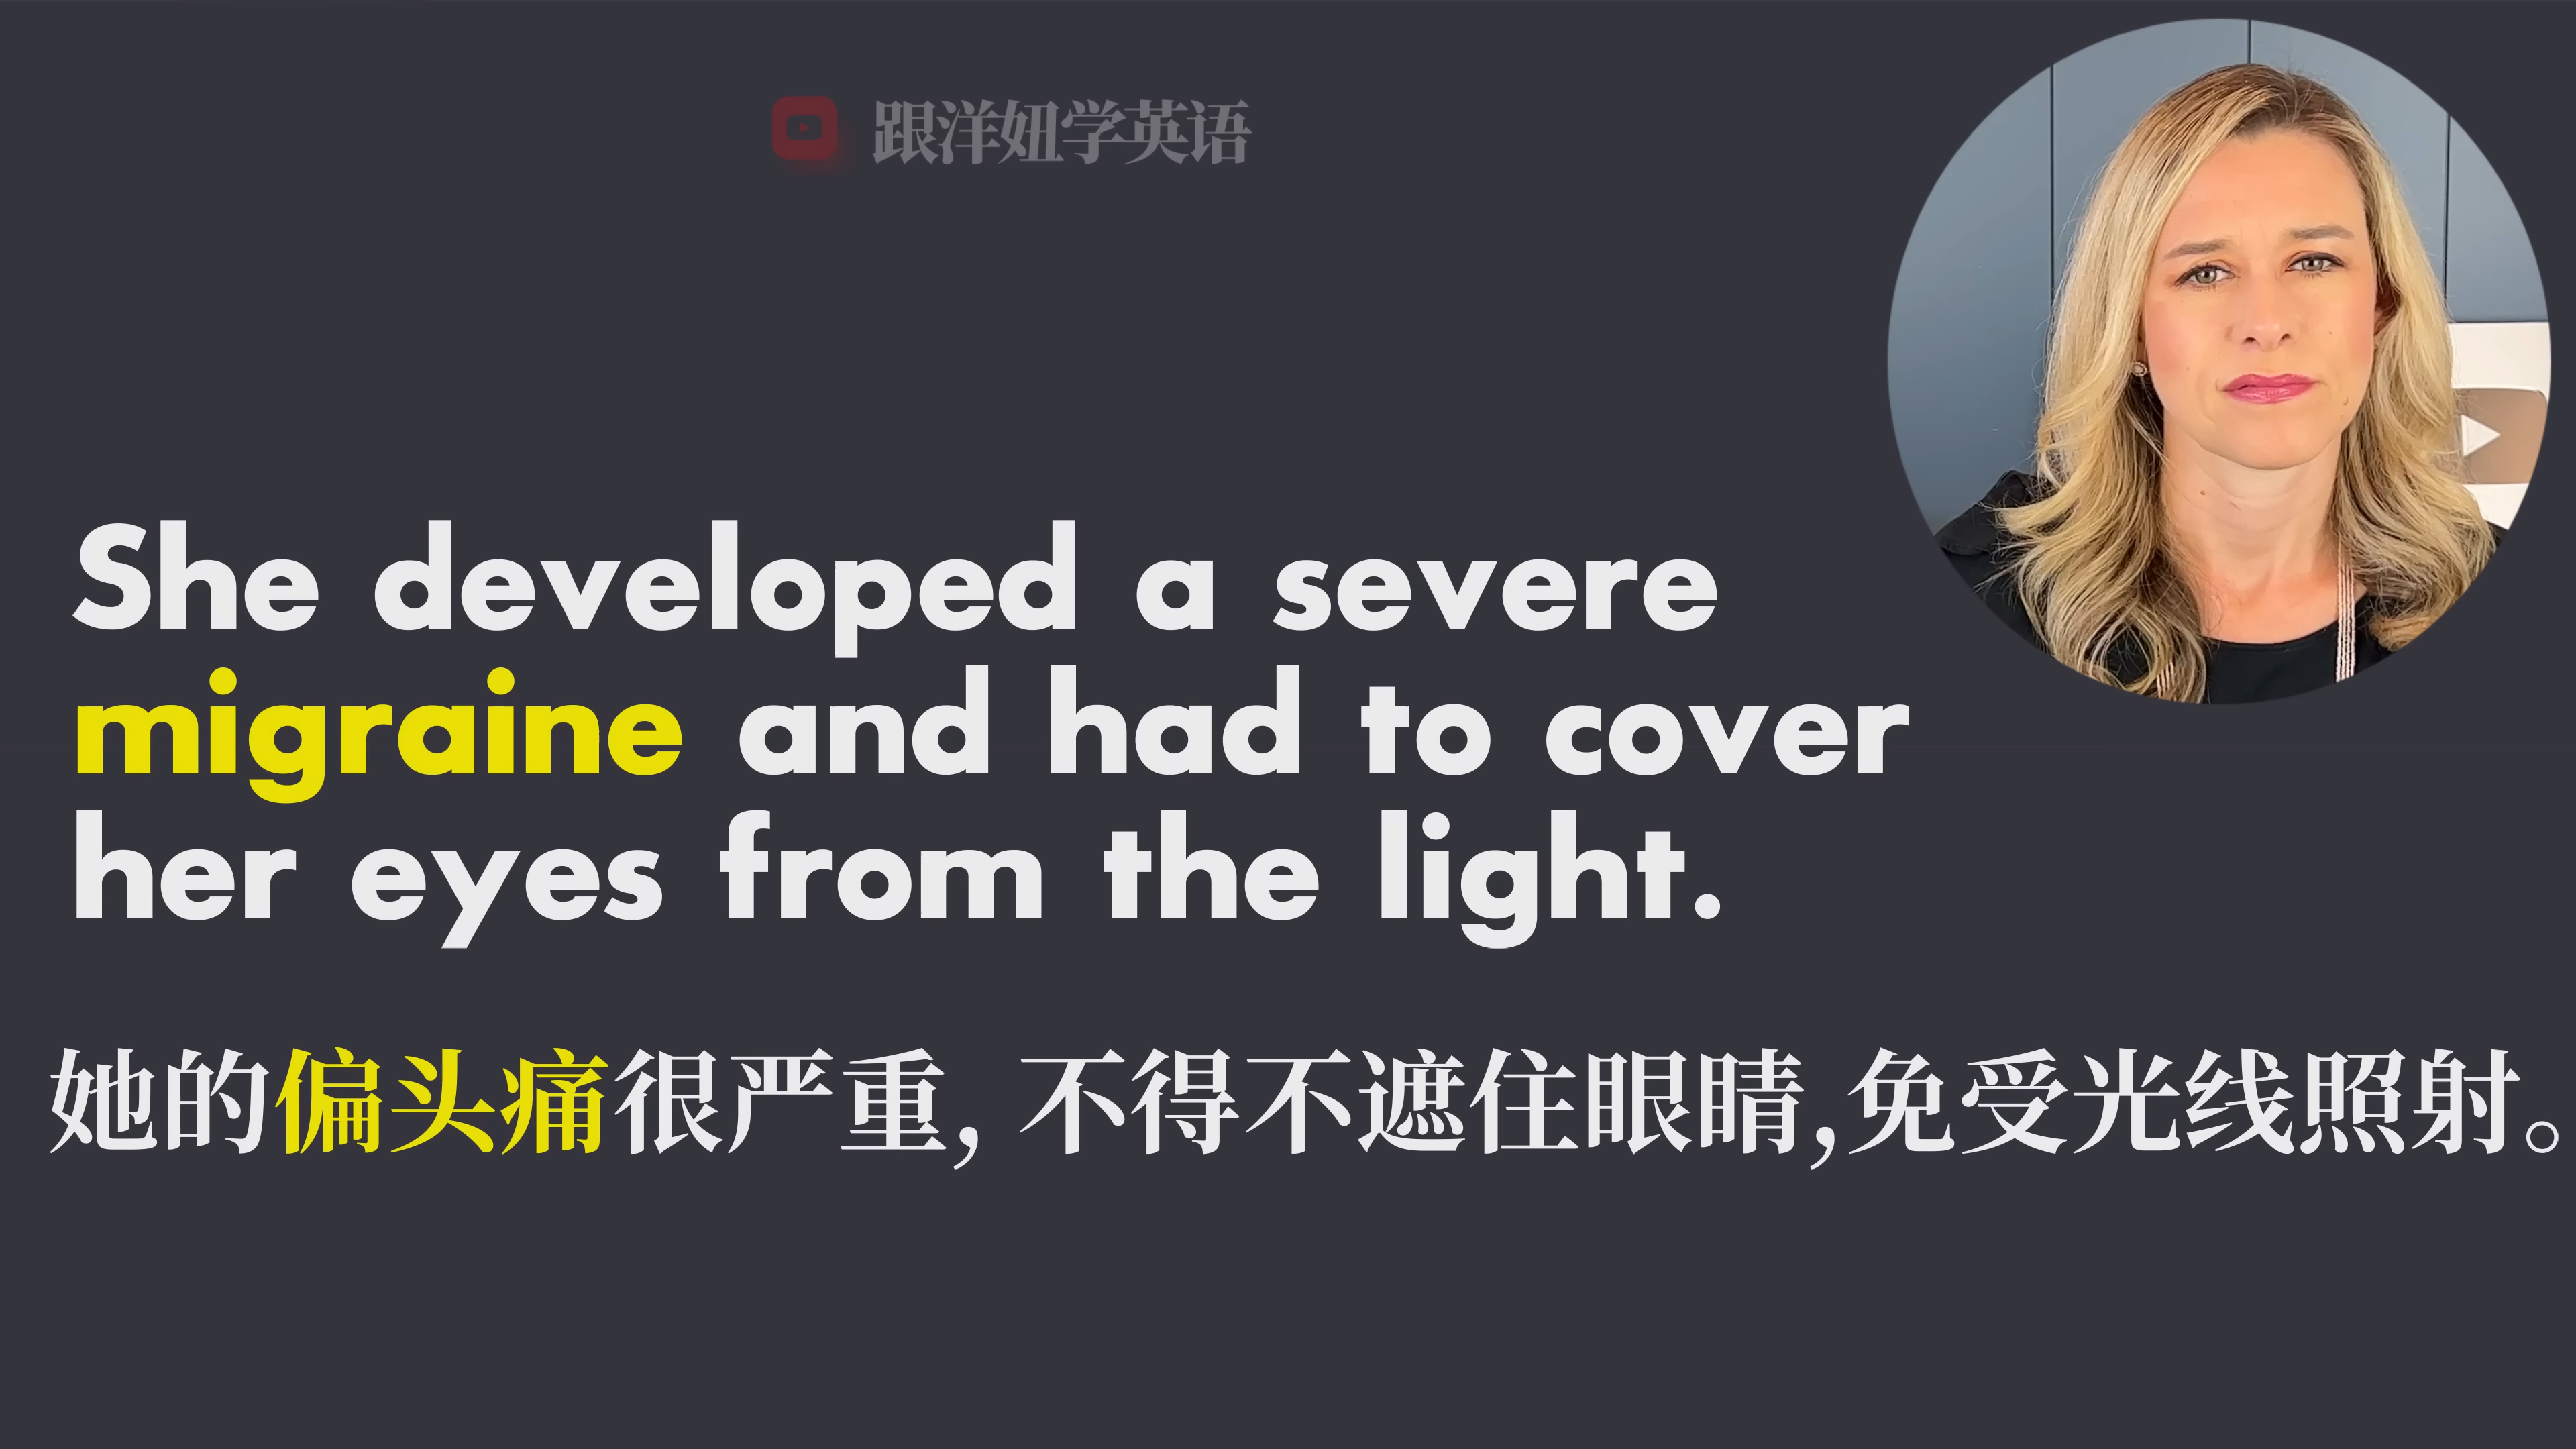 跟洋妞学英语
She developed a severe
migraine and had to cover
her eyes from the light.
她的偏头痛很严重, 不得不遮住眼睛,免受光线照射。